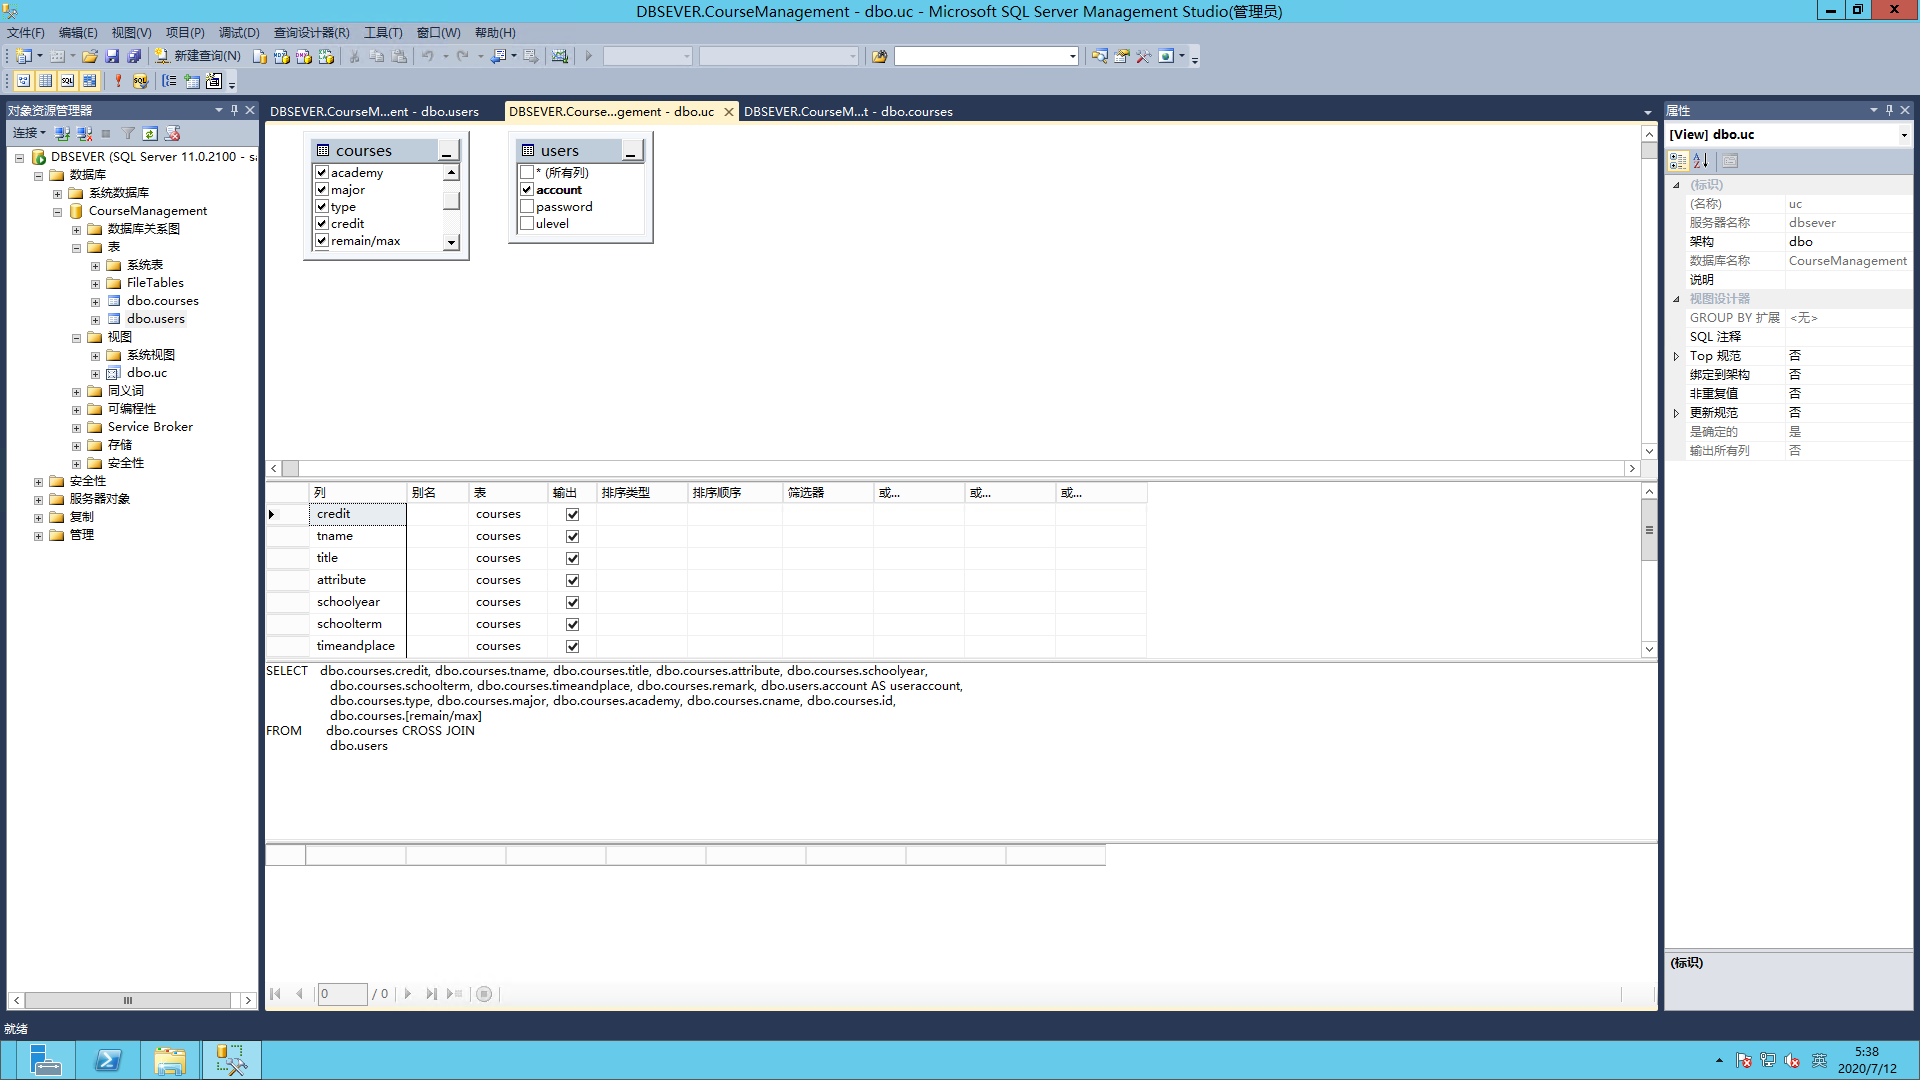 DBSEVER.CourseManagement - dbo.uc - Microsoft SQL Server Management Studio(管理员)
文件(F) 编辑(E) 视图(V) 项目(P) 调试(D) 查询设计器(R) 工具(T) 窗口(W) 帮助(H)
新建查询(N)
对象资源管理器
连接
DBSEVER (SQL Server 11.0.2100 - sa
数据库
系统数据库
CourseManagement
数据库关系图
表
系统表
FileTables
dbo.courses
dbo.users
视图
系统视图
dbo.uc
同义词
可编程性
Service Broker
存储
安全性
安全性
服务器对象
复制
管理
DBSEVER.CourseM...ent - dbo.users
DBSEVER.Course...gement - dbo.uc
DBSEVER.CourseM...t - dbo.courses
courses
academy
major
type
credit
remain/max
users
* (所有列)
account
password
ulevel
列 别名 表 输出 排序类型 排序顺序 筛选器 或... 或... 或...
credit courses
tname courses
title courses
attribute courses
schoolyear courses
schoolterm courses
timeandplace courses
SELECT dbo.courses.credit, dbo.courses.tname, dbo.courses.title, dbo.courses.attribute, dbo.courses.schoolyear,
dbo.courses.schoolterm, dbo.courses.timeandplace, dbo.courses.remark, dbo.users.account AS useraccount,
dbo.courses.type, dbo.courses.major, dbo.courses.academy, dbo.courses.cname, dbo.courses.id,
dbo.courses.[remain/max]
FROM dbo.courses CROSS JOIN
dbo.users
0 / 0
属性
[View] dbo.uc
(标识)
(名称) uc
服务器名称 dbsever
架构 dbo
数据库名称 CourseManagement
说明
视图设计器
GROUP BY 扩展 <无>
SQL 注释
Top 规范 否
绑定到架构 否
非重复值 否
更新规范 否
是确定的 是
输出所有列 否
(标识)
就绪
英
5:38
2020/7/12